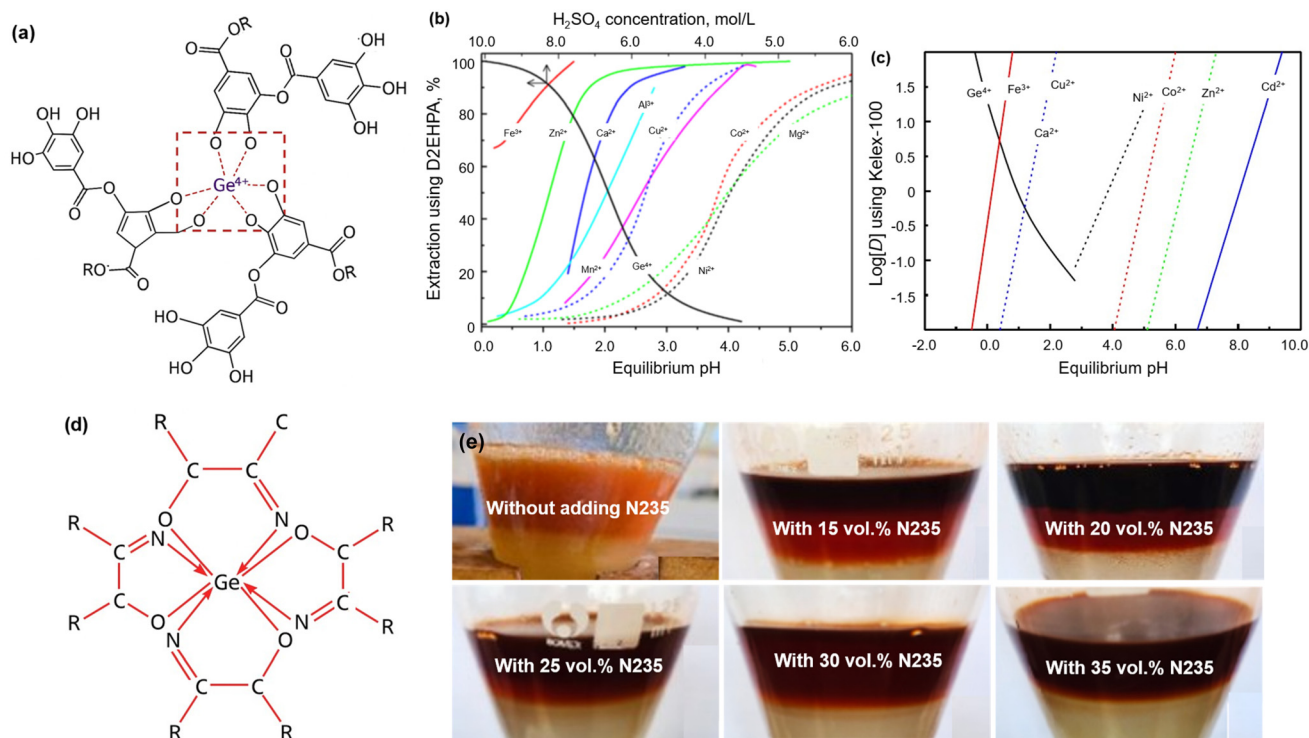 (a)
OR
O
O
·OH
OH
O
OH
O
HO
OH
HO
O
O
O
O
Ge⁴⁺
O
O
O
O
O
O
RO·
O
OR
O
O
HO
HO
OH
(b)
H₂SO₄ concentration, mol/L
10.0
8.0
6.0
5.0
6.0
100
80
60
40
20
0
Extraction using D2EHPA, %
Fe³⁺
Zn²⁺
Ca²⁺
Al³⁺
Cu²⁺
Co²⁺
Mg²⁺
Mn²⁺
Ge⁴⁺
Ni²⁺
0.0
1.0
2.0
3.0
4.0
5.0
6.0
Equilibrium pH
(c)
1.5
1.0
0.5
0
-0.5
-1.0
-1.5
Log[D] using Kelex-100
Ge⁴⁺
Fe³⁺
Cu²⁺
Ca²⁺
Ni²⁺
Co²⁺
Zn²⁺
Cd²⁺
-2.0
0.0
2.0
4.0
6.0
8.0
10.0
Equilibrium pH
(d)
R
C
C
C
R
O
N
O
R
C
N
C
Ge
C
N
C
R
O
N
O
R
C
C
R
R
(e)
Without adding N235
With 15 vol.% N235
With 20 vol.% N235
With 25 vol.% N235
With 30 vol.% N235
With 35 vol.% N235